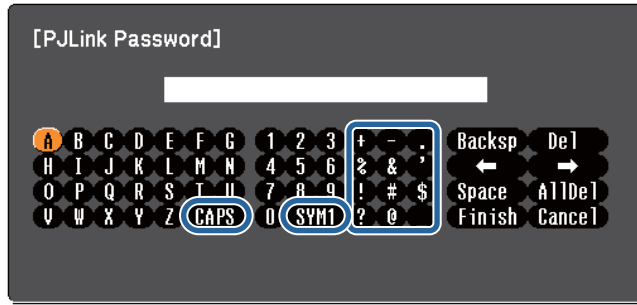 [PJLink Password]
A B C D E F G 1 2 3 + - . Backsp Del
H I J K L M N 4 5 6 % & ' ← →
O P Q R S T U 7 8 9 ! # $ Space AllDel
V W X Y Z CAPS 0 SYM1 ? @ Finish Cancel